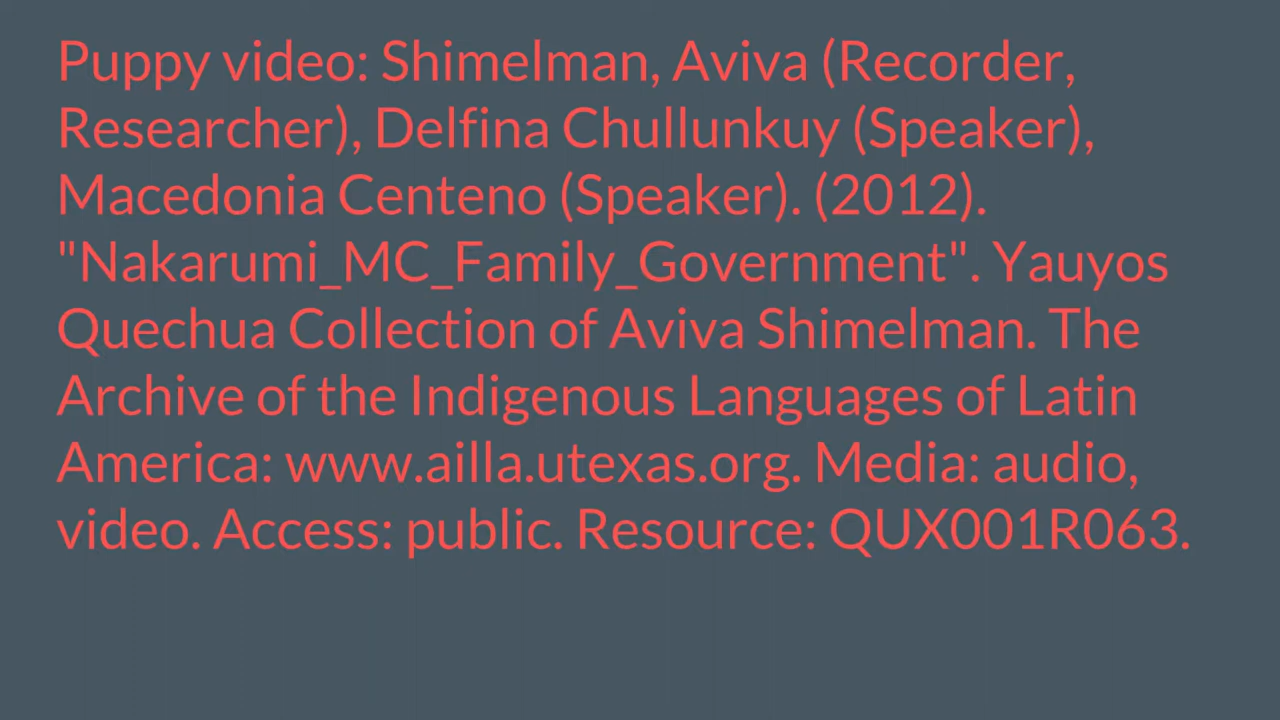 Puppy video: Shimelman, Aviva (Recorder,
Researcher), Delfina Chullunkuy (Speaker),
Macedonia Centeno (Speaker). (2012).
"Nakarumi_MC_Family_Government". Yauyos
Quechua Collection of Aviva Shimelman. The
Archive of the Indigenous Languages of Latin
America: www.ailla.utexas.org. Media: audio,
video. Access: public. Resource: QUX001R063.